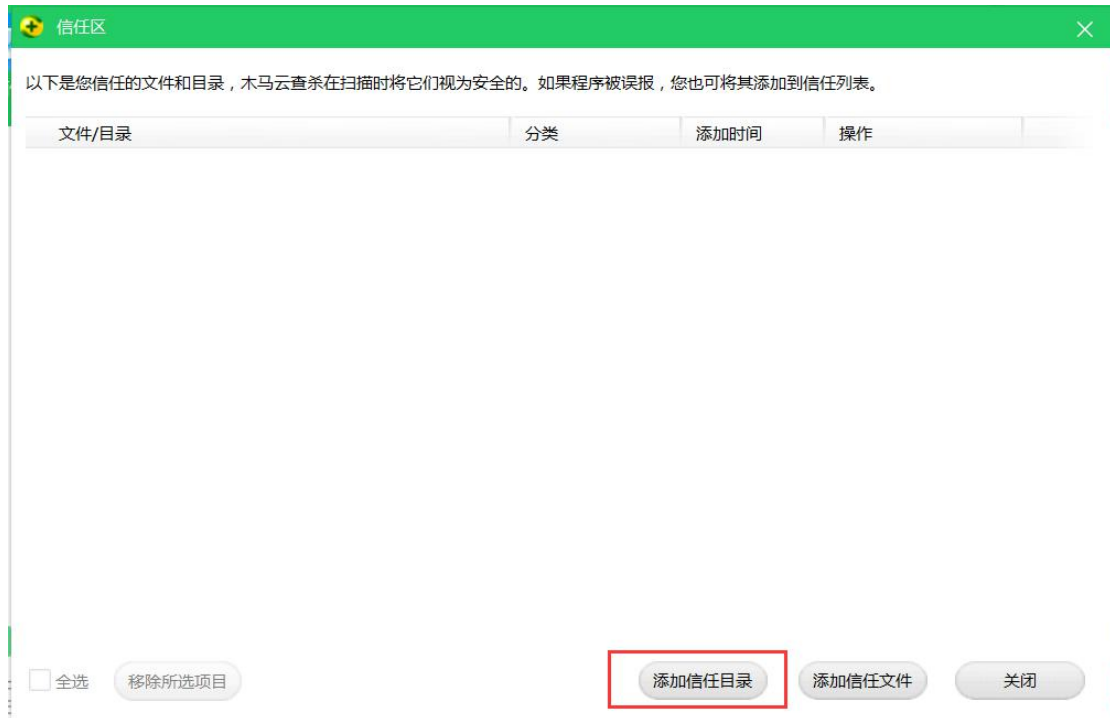 信任区
以下是您信任的文件和目录，木马云查杀在扫描时将它们视为安全的。如果程序被误报，您也可将其添加到信任列表。
文件/目录 分类 添加时间 操作
全选 移除所选项目 添加信任目录 添加信任文件 关闭